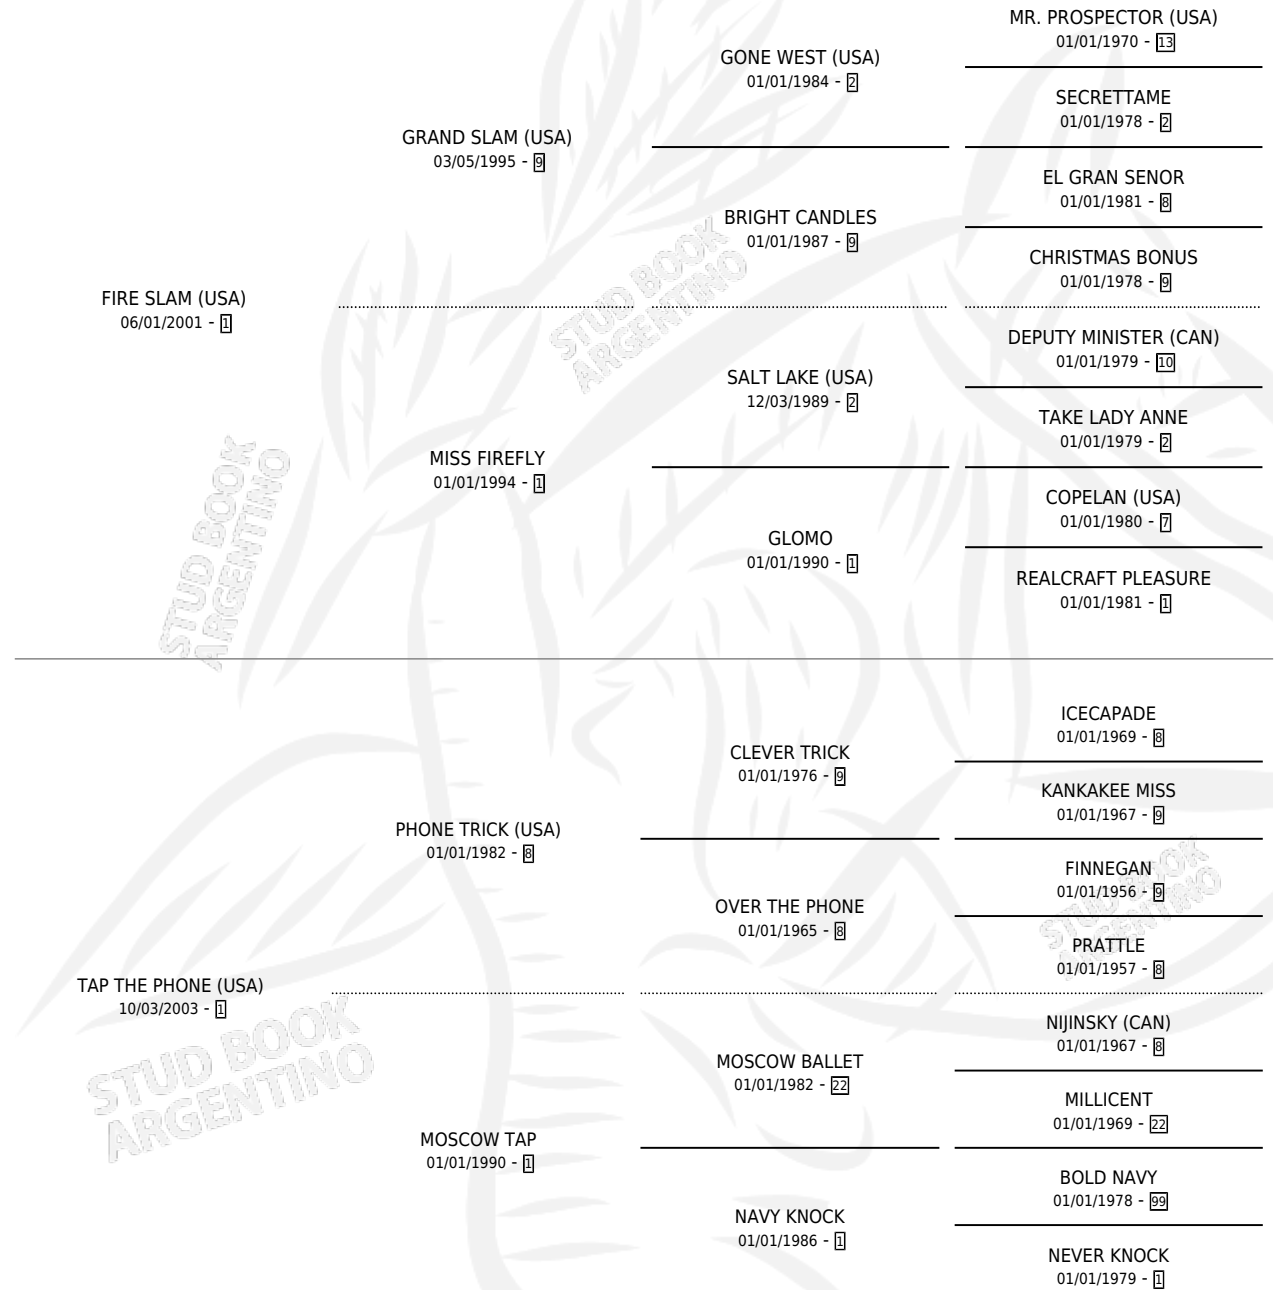 MR. PROSPECTOR (USA)
01/01/1970 - 13
GONE WEST (USA)
01/01/1984 - 2
SECRETTAME
01/01/1978 - 2
GRAND SLAM (USA)
03/05/1995 - 9
EL GRAN SENOR
01/01/1981 - 8
BRIGHT CANDLES
01/01/1987 - 9
CHRISTMAS BONUS
01/01/1978 - 9
FIRE SLAM (USA)
06/01/2001 - 1
DEPUTY MINISTER (CAN)
01/01/1979 - 10
SALT LAKE (USA)
12/03/1989 - 2
TAKE LADY ANNE
01/01/1979 - 2
MISS FIREFLY
01/01/1994 - 1
COPELAN (USA)
01/01/1980 - 7
GLOMO
01/01/1990 - 1
REALCRAFT PLEASURE
01/01/1981 - 1
STUD BOOK
ARGENTINO
STUD BOOK
ARGENTINO
ICECAPADE
01/01/1969 - 8
CLEVER TRICK
01/01/1976 - 9
KANKAKEE MISS
01/01/1967 - 9
PHONE TRICK (USA)
01/01/1982 - 8
FINNEGAN
01/01/1956 - 9
OVER THE PHONE
01/01/1965 - 8
PRATTLE
01/01/1957 - 8
STUD BOOK
ARGENTINO
TAP THE PHONE (USA)
10/03/2003 - 1
NIJINSKY (CAN)
01/01/1967 - 8
MOSCOW BALLET
01/01/1982 - 22
MILLICENT
01/01/1969 - 22
STUD BOOK
ARGENTINO
MOSCOW TAP
01/01/1990 - 1
BOLD NAVY
01/01/1978 - 99
NAVY KNOCK
01/01/1986 - 1
NEVER KNOCK
01/01/1979 - 1